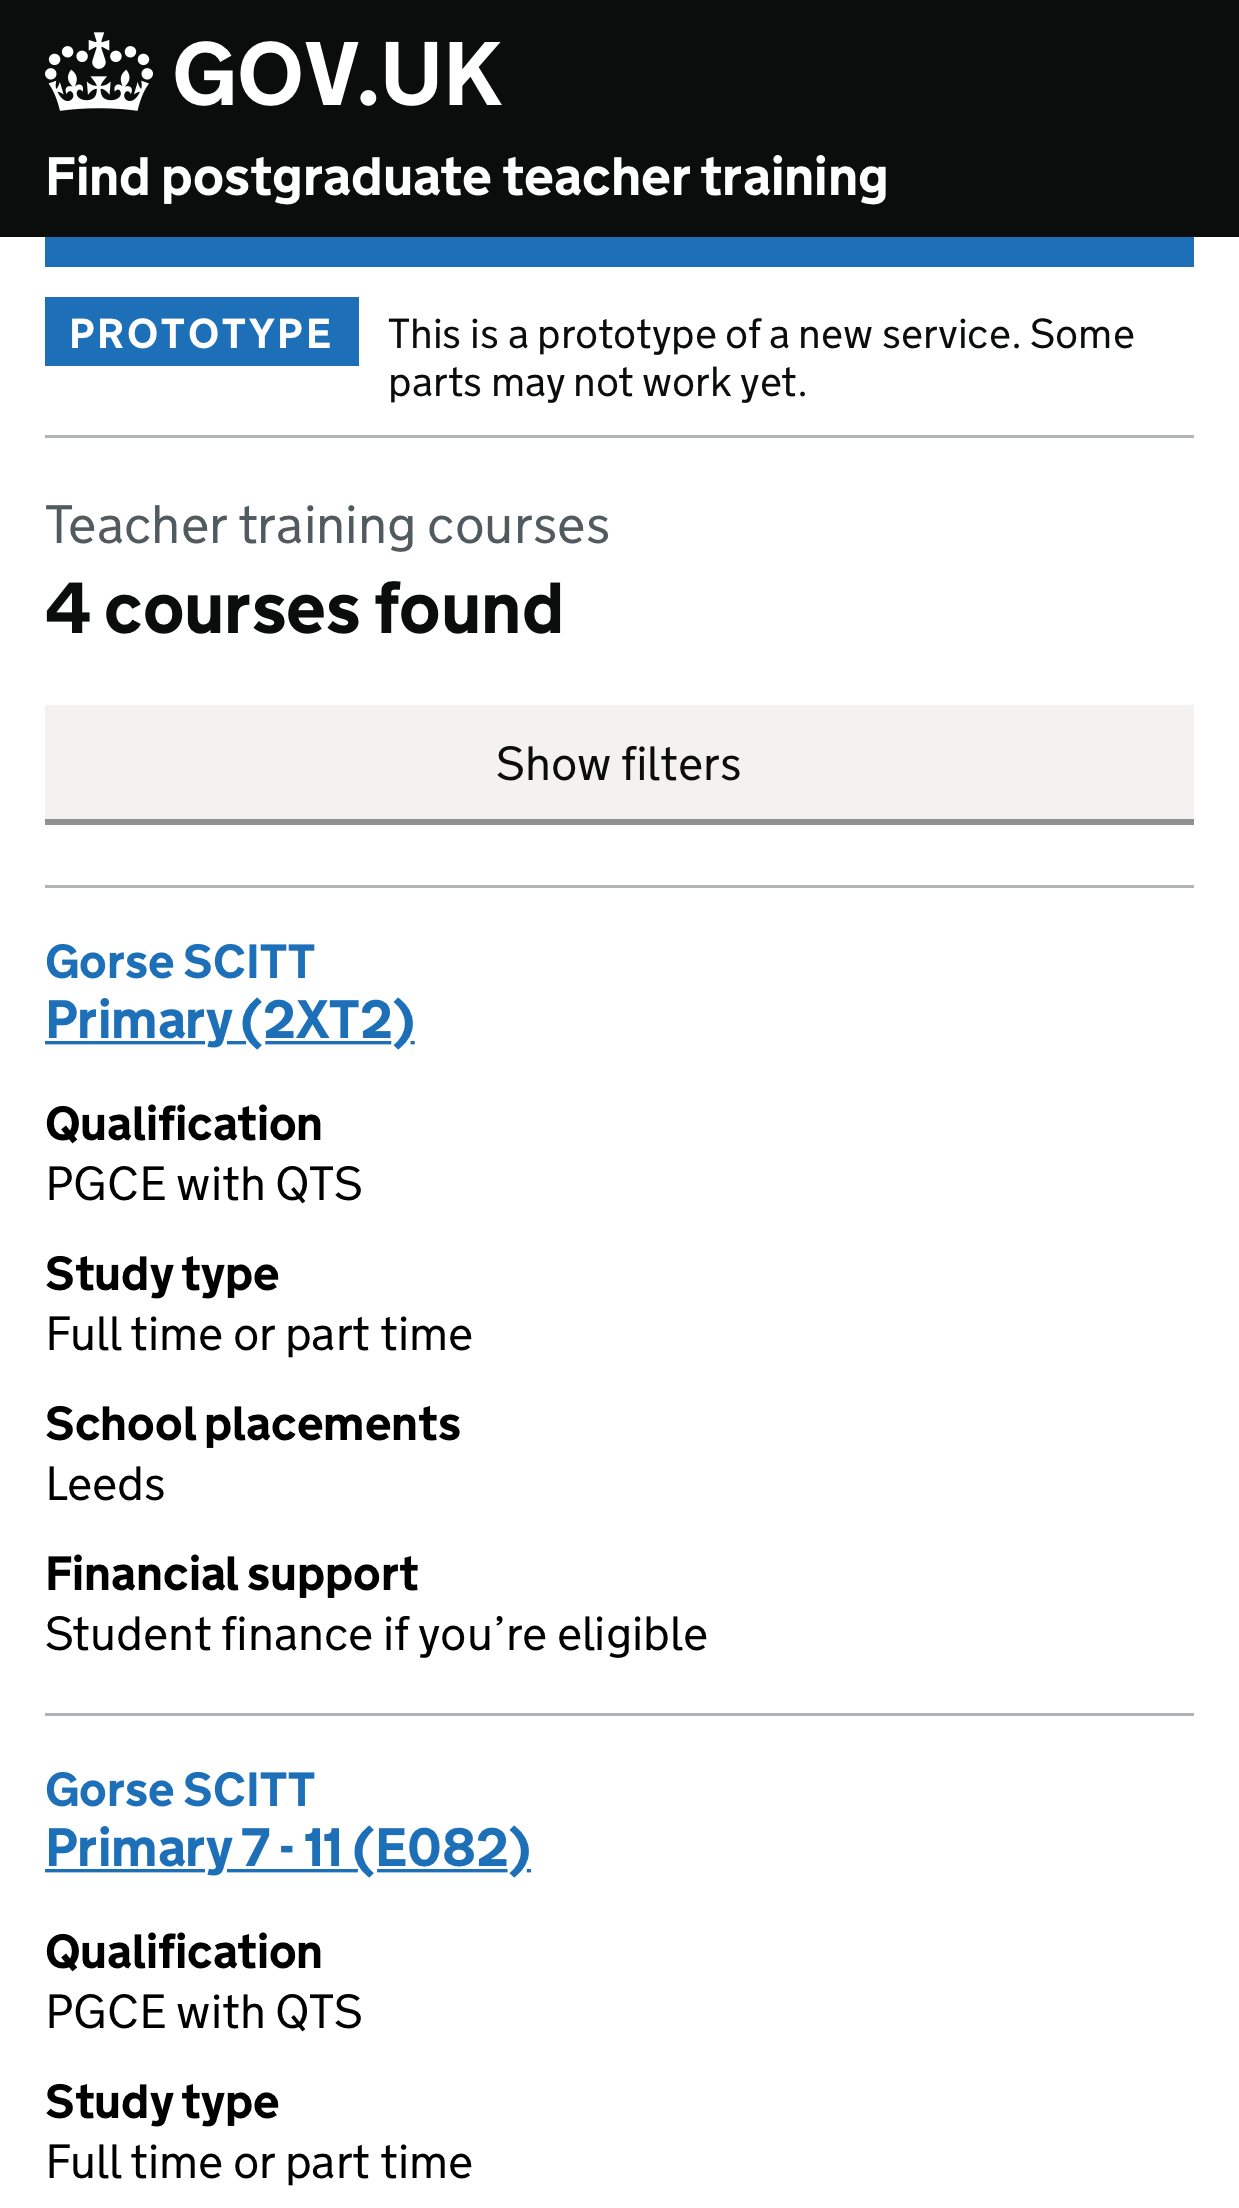 GOV.UK
Find postgraduate teacher training
PROTOTYPE
This is a prototype of a new service. Some
parts may not work yet.
Teacher training courses
4 courses found
Show filters
Gorse SCITT
Primary (2XT2)
Qualification
PGCE with QTS
Study type
Full time or part time
School placements
Leeds
Financial support
Student finance if you’re eligible
Gorse SCITT
Primary 7 - 11 (E082)
Qualification
PGCE with QTS
Study type
Full time or part time